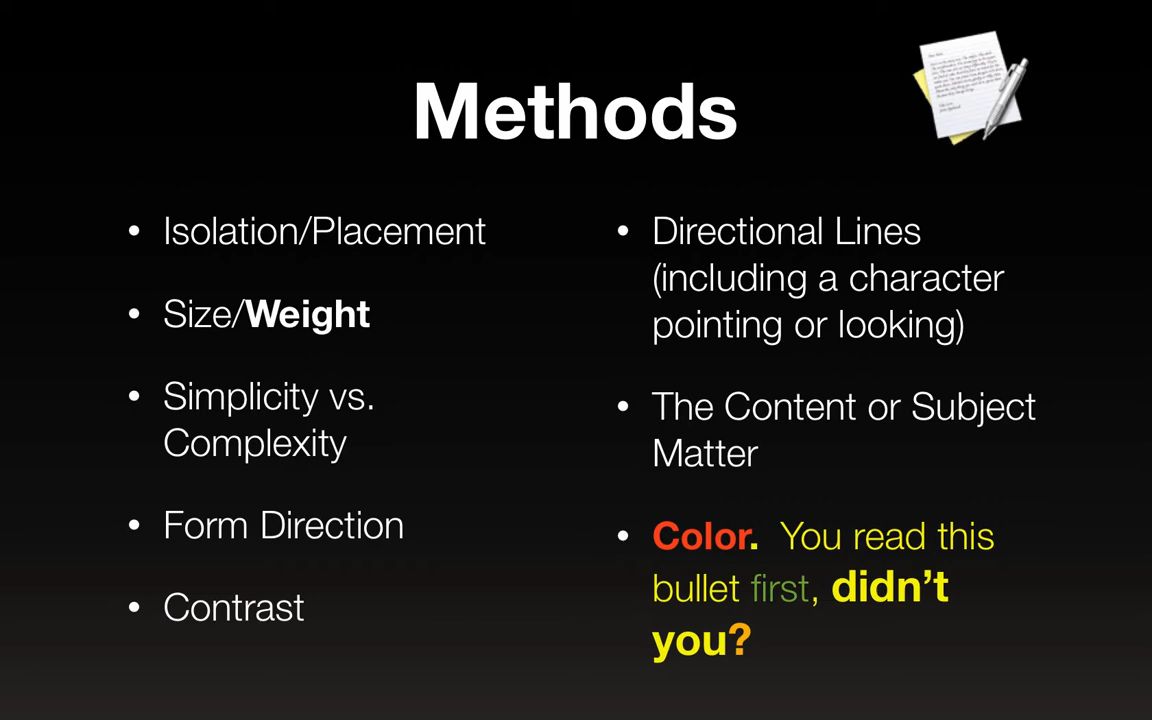 Methods
• Isolation/Placement
• Size/Weight
• Simplicity vs.
Complexity
• Form Direction
• Contrast
• Directional Lines
(including a character
pointing or looking)
• The Content or Subject
Matter
• Color. You read this
bullet first, didn’t
you?